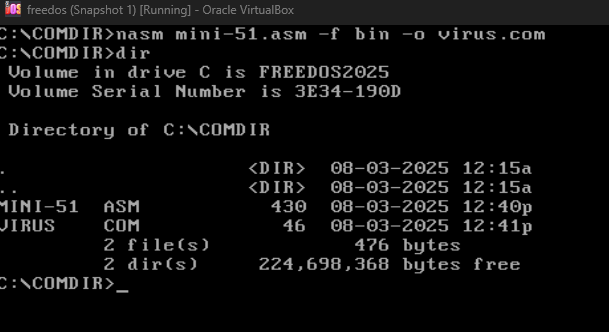 freedos (Snapshot 1) [Running] - Oracle VirtualBox
C:\COMDIR>nasm mini-51.asm -f bin -o virus.com
C:\COMDIR>dir
Volume in drive C is FREEDOS2025
Volume Serial Number is 3E34-190D
Directory of C:\COMDIR
. <DIR> 08-03-2025 12:15a
.. <DIR> 08-03-2025 12:15a
MINI-51 ASM 430 08-03-2025 12:40p
VIRUS COM 46 08-03-2025 12:41p
2 file(s) 476 bytes
2 dir(s) 224,698,368 bytes free
C:\COMDIR>_